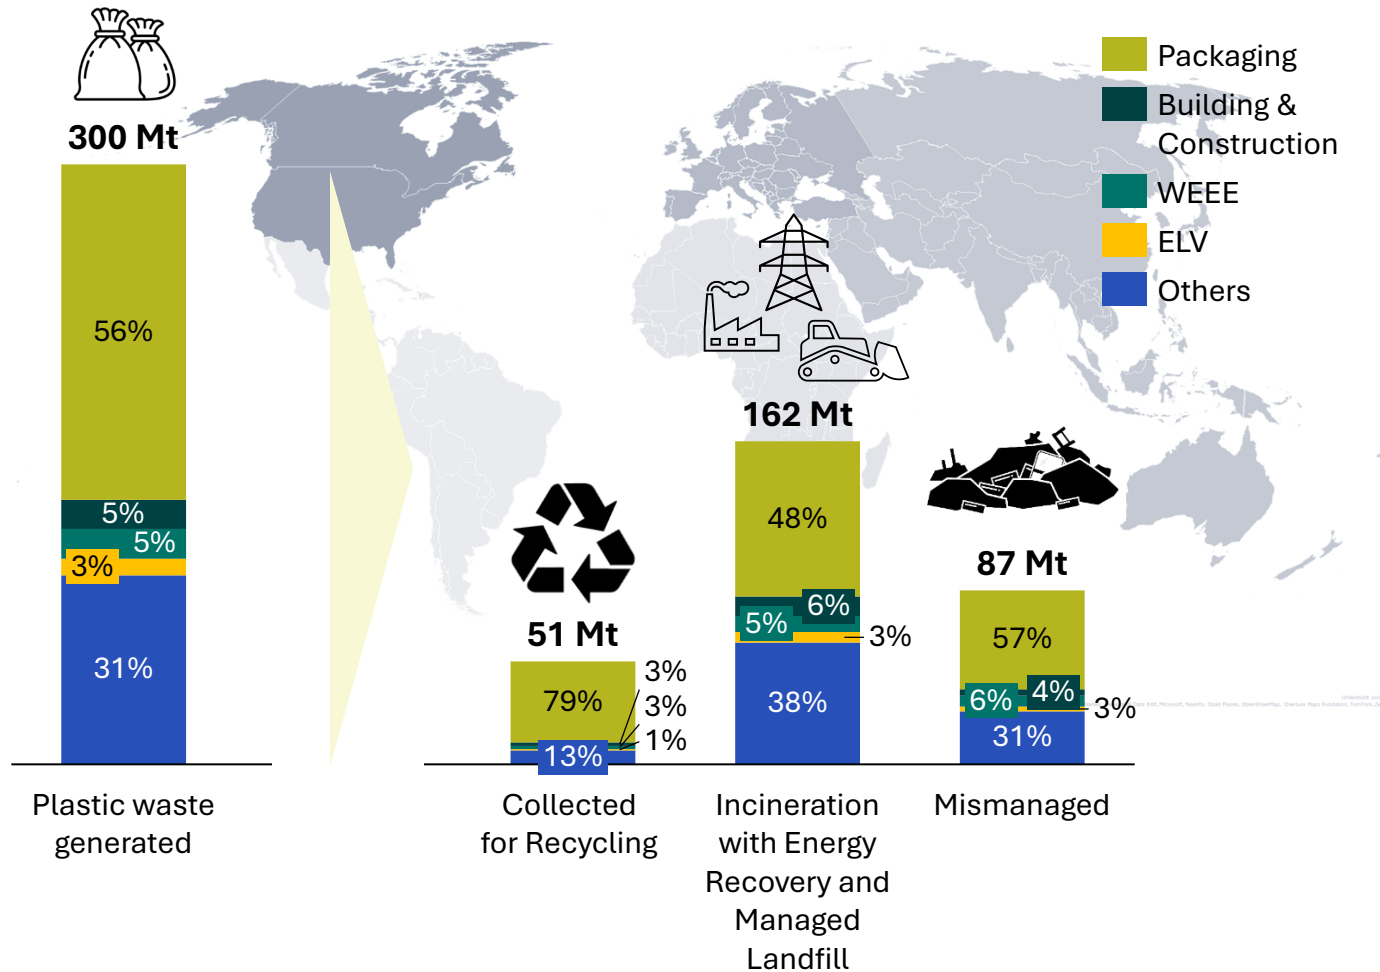 Packaging
Building &
Construction
WEEE
ELV
Others
300 Mt
56%
5%
5%
3%
31%
Plastic waste
generated
51 Mt
79%
3%
3%
1%
13%
Collected
for Recycling
162 Mt
48%
6%
5%
3%
38%
Incineration
with Energy
Recovery and
Managed
Landfill
87 Mt
57%
4%
6%
3%
31%
Mismanaged